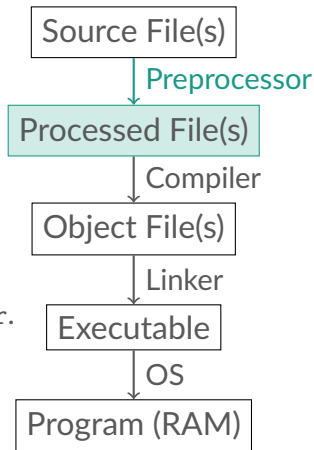 Source File(s)
Preprocessor
Processed File(s)
Compiler
Object File(s)
Linker
r.
Executable
OS
Program (RAM)